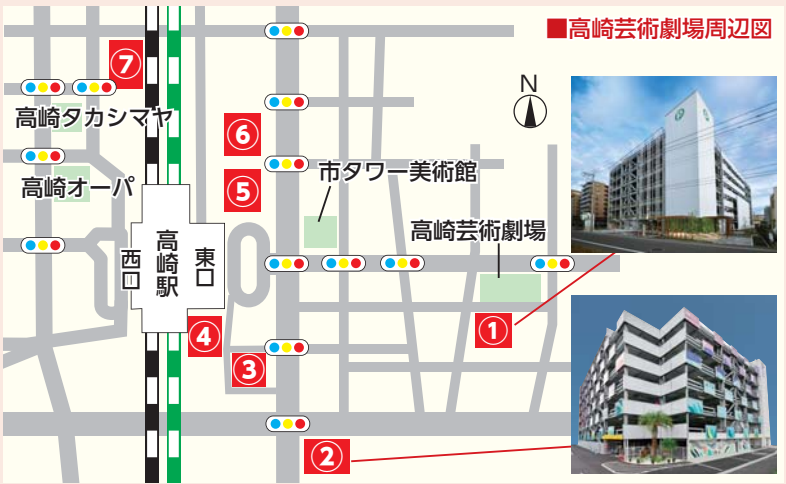 ■高崎芸術劇場周辺図
⑦
N
高崎タカシマヤ
⑥
市タワー美術館
高崎オーパ
⑤
高崎芸術劇場
西口
高崎駅
東口
①
④
③
②